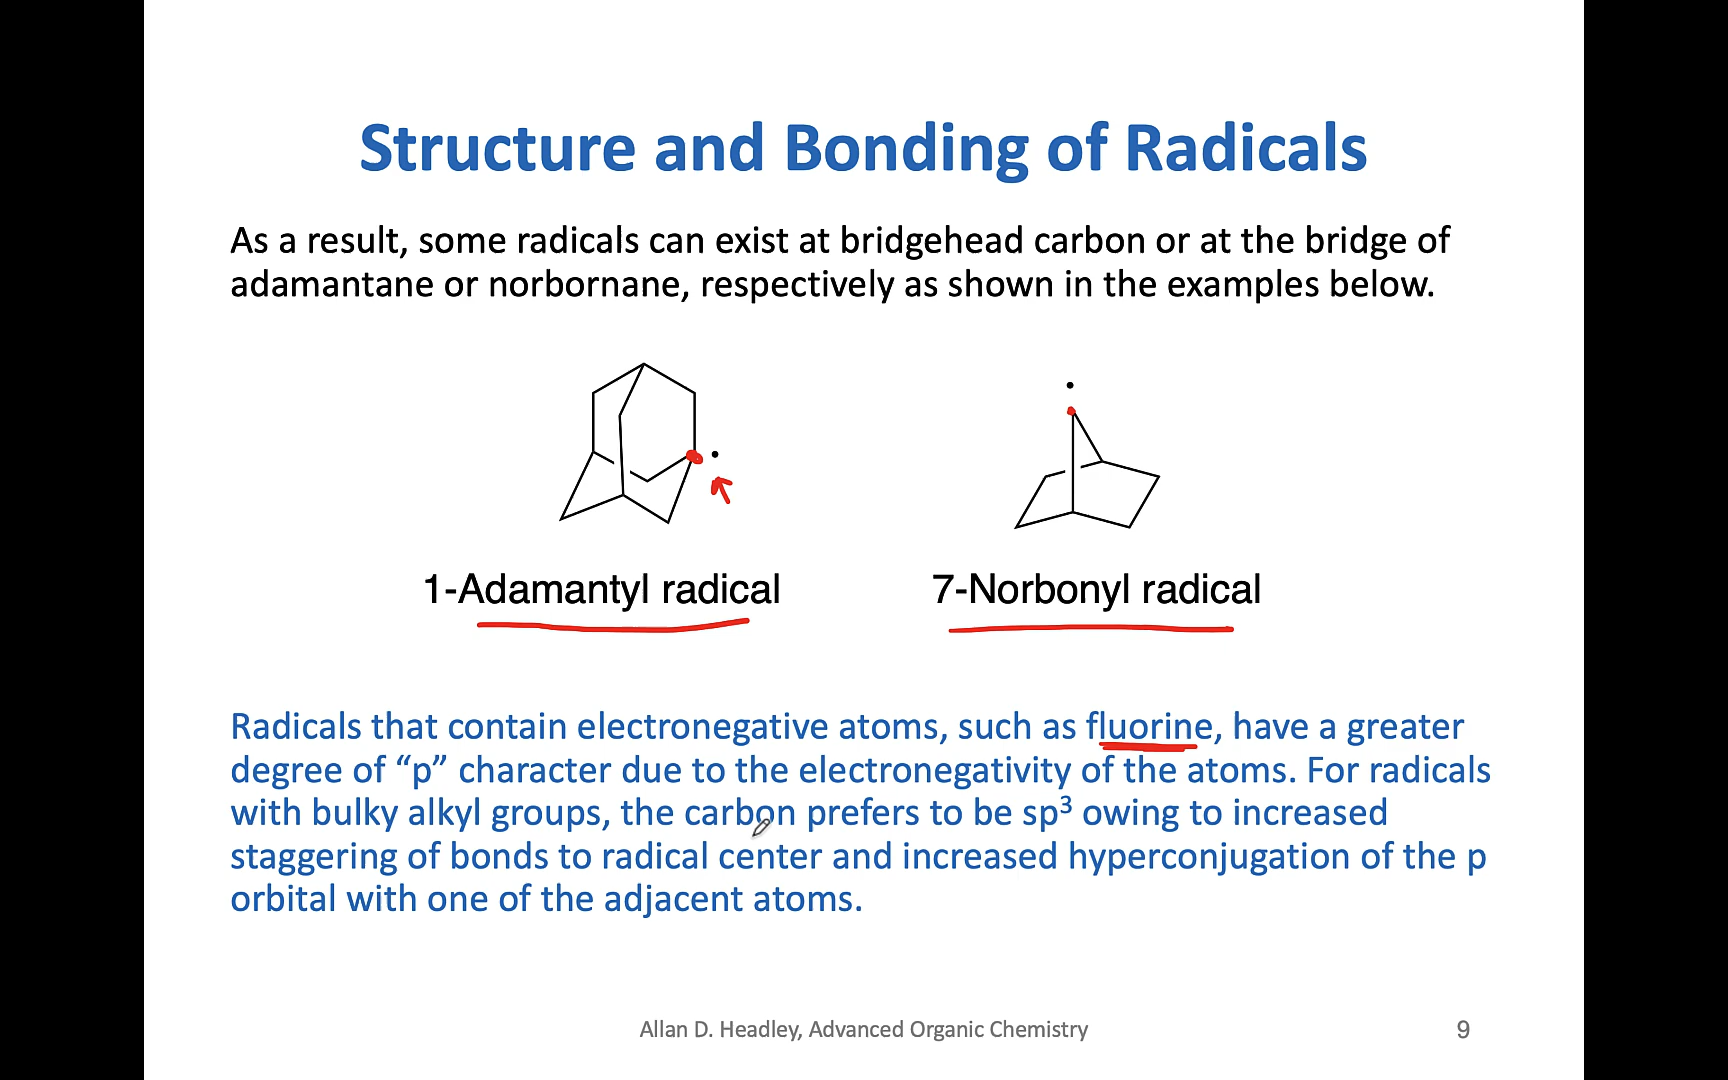 Structure and Bonding of Radicals
As a result, some radicals can exist at bridgehead carbon or at the bridge of
adamantane or norbornane, respectively as shown in the examples below.
1-Adamantyl radical
7-Norbonyl radical
Radicals that contain electronegative atoms, such as fluorine, have a greater
degree of “p” character due to the electronegativity of the atoms. For radicals
with bulky alkyl groups, the carbon prefers to be sp³ owing to increased
staggering of bonds to radical center and increased hyperconjugation of the p
orbital with one of the adjacent atoms.
Allan D. Headley, Advanced Organic Chemistry
9